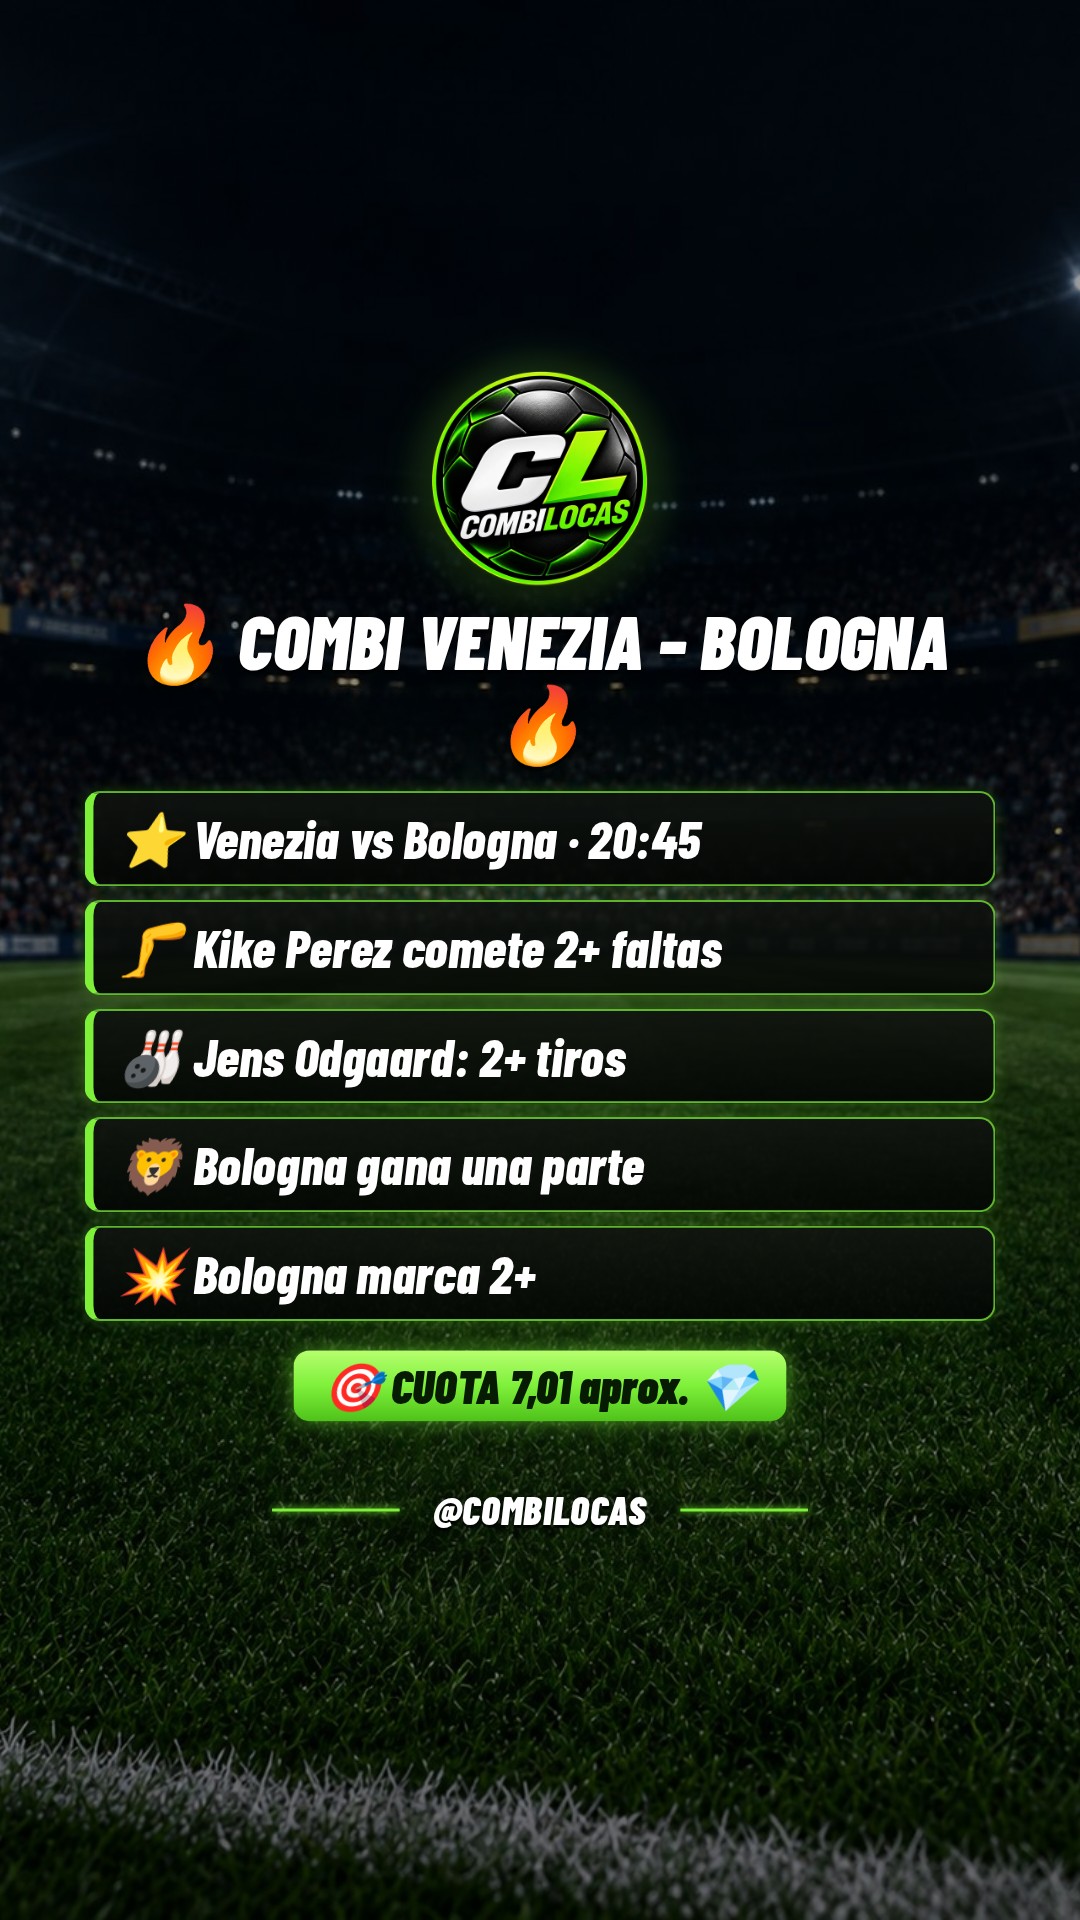 CL
COMBILOCAS
🔥 COMBI VENEZIA - BOLOGNA
🔥
⭐ Venezia vs Bologna · 20:45
🦵 Kike Perez comete 2+ faltas
🎳 Jens Odgaard: 2+ tiros
🦁 Bologna gana una parte
💥 Bologna marca 2+
🎯 CUOTA 7,01 aprox. 💎
@COMBILOCAS